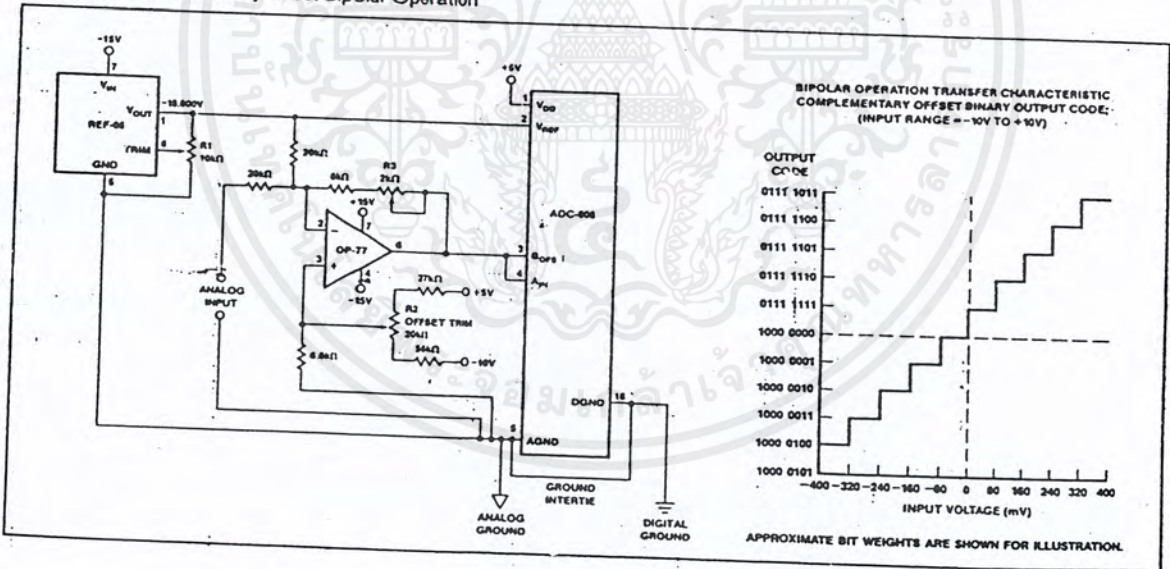 Bipolar Operation
-15V
7
VIN
VOUT
-10.000V
1
REF-08
TRIM
6
R1
10kΩ
GND
5
+5V
1
VDD
2
VREF
20kΩ
20kΩ
6kΩ
R3
2kΩ
ADC-908
+15V
7
2
OP-77
6
3
4
-15V
3
BOFS
4
AIN
ANALOG
INPUT
27kΩ
+5V
R2
OFFSET TRIM
20kΩ
56kΩ
-10V
6.8kΩ
DGND
16
5
AGND
GROUND
INTERTIE
ANALOG
GROUND
DIGITAL
GROUND
BIPOLAR OPERATION TRANSFER CHARACTERISTIC
COMPLEMENTARY OFFSET BINARY OUTPUT CODE;
(INPUT RANGE = -10V TO +10V)
OUTPUT
CODE
0111 1011
0111 1100
0111 1101
0111 1110
0111 1111
1000 0000
1000 0001
1000 0010
1000 0011
1000 0100
1000 0101
-400 -320 -240 -160 -80 0 80 160 240 320 400
INPUT VOLTAGE (mV)
APPROXIMATE BIT WEIGHTS ARE SHOWN FOR ILLUSTRATION.